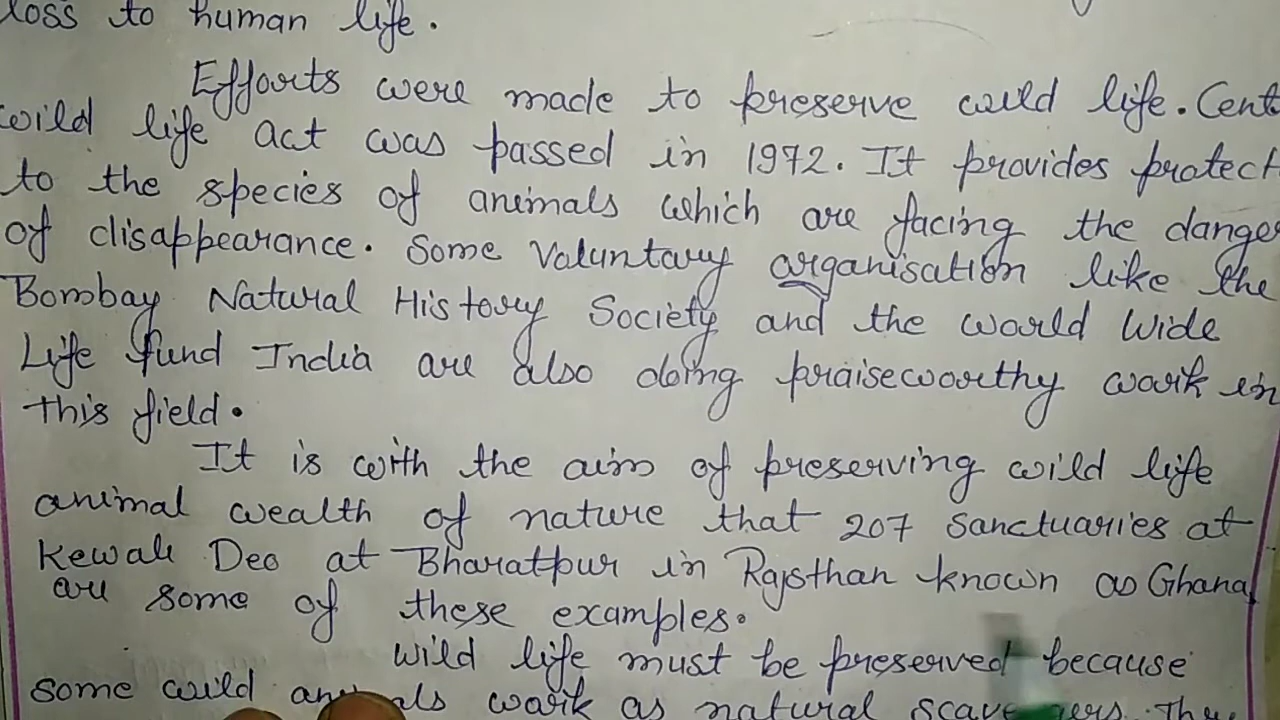 loss to human life.
Efforts were made to preserve wild life. Cent
wild life act was passed in 1972. It provides protect
to the species of animals which are facing the danger
of disappearance. Some Voluntary organisation like the
Bombay Natural History Society and the World Wide
Life fund India are also doing praiseworthy work in
this field.
It is with the aim of preserving wild life
animal wealth of nature that 207 Sanctuaries at
Kewali Deo at Bharatpur in Rajsthan known as Ghana
are some of these examples.
Wild life must be preserved because
some wild work as natural